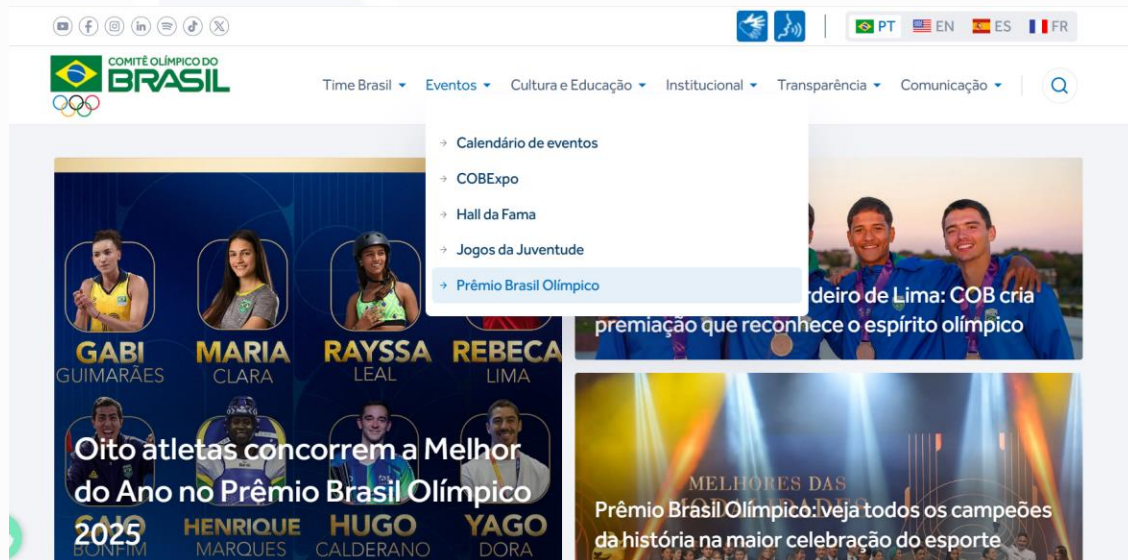 PT EN ES FR
COMITÊ OLÍMPICO DO
BRASIL
Time Brasil Eventos Cultura e Educação Institucional Transparência Comunicação
Calendário de eventos
COBExpo
Hall da Fama
Jogos da Juventude
Prêmio Brasil Olímpico
GABI MARIA RAYSSA REBECA
GUIMARÃES CLARA LEAL LIMA
Oito atletas concorrem a Melhor
do Ano no Prêmio Brasil Olímpico
2025
CAIO HENRIQUE HUGO YAGO
BONFIM MARQUES CALDERANO DORA
rdeiro de Lima: COB cria
premiação que reconhece o espírito olímpico
MELHORES DAS
MODALIDADES
Prêmio Brasil Olímpico: veja todos os campeões
da história na maior celebração do esporte